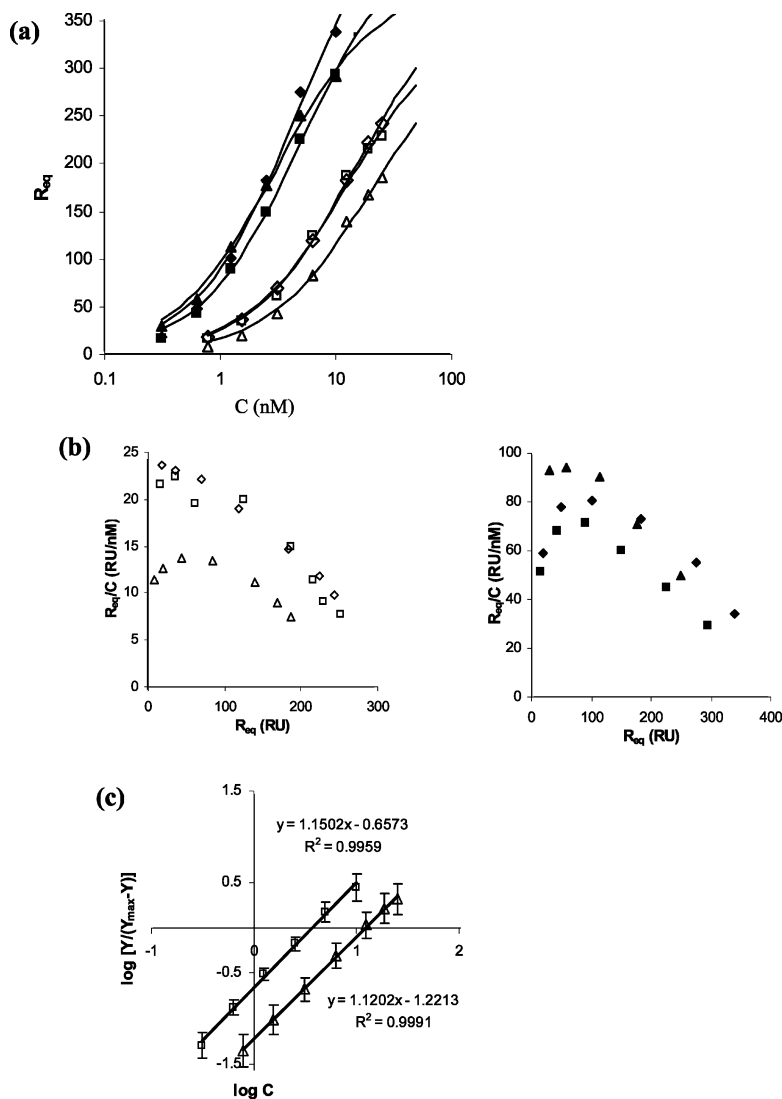 (a)
350
300
250
200
150
100
50
0
Req
0.1 1 10 100
C (nM)
(b)
25
20
15
10
5
0
Req/C (RU/nM)
0 100 200 300
Req (RU)
100
80
60
40
20
0
Req/C (RU/nM)
0 100 200 300 400
Req (RU)
(c)
1.5
0.5
-0.5
-1.5
log [Y/(Ymax-Y)]
-1 0 1 2
y = 1.1502x - 0.6573
R² = 0.9959
y = 1.1202x - 1.2213
R² = 0.9991
log C